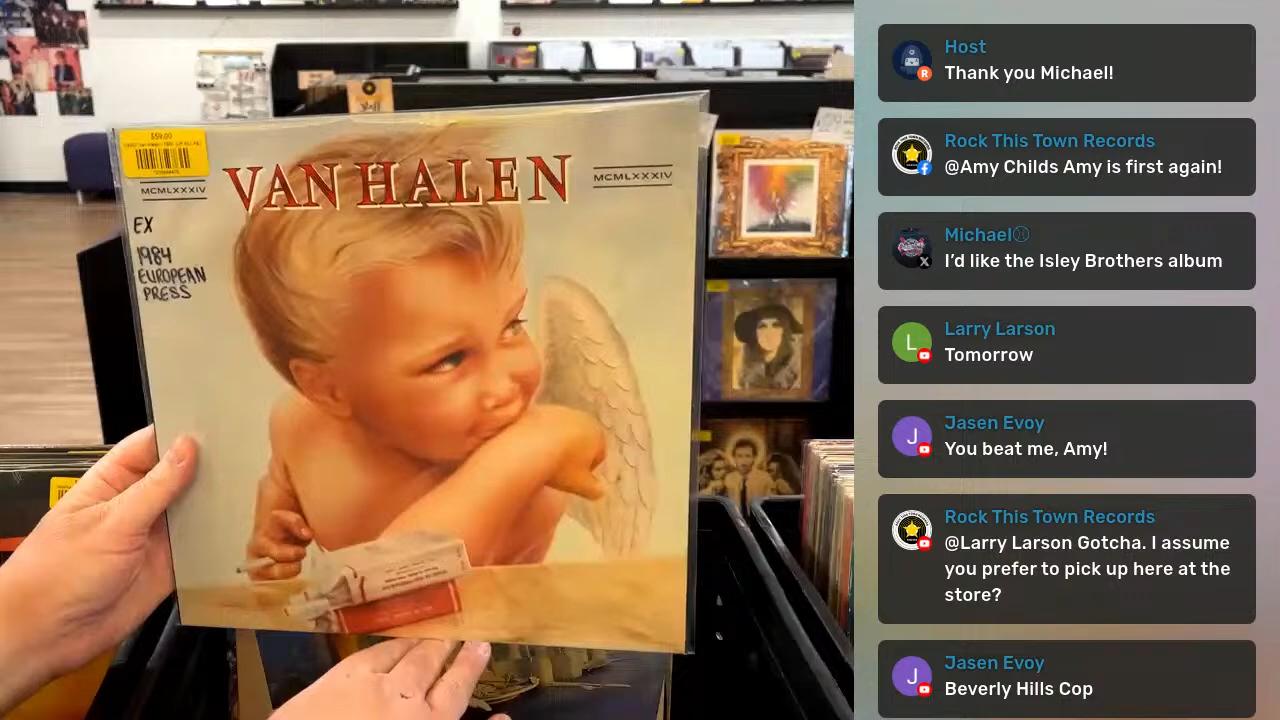 $59.00
VAN HALEN
MCMLXXXIV
MCMLXXXIV
EX
1984
EUROPEAN
PRESS
Host
Thank you Michael!
Rock This Town Records
@Amy Childs Amy is first again!
Michael
I'd like the Isley Brothers album
L
Larry Larson
Tomorrow
J
Jasen Evoy
You beat me, Amy!
Rock This Town Records
@Larry Larson Gotcha. I assume
you prefer to pick up here at the
store?
J
Jasen Evoy
Beverly Hills Cop